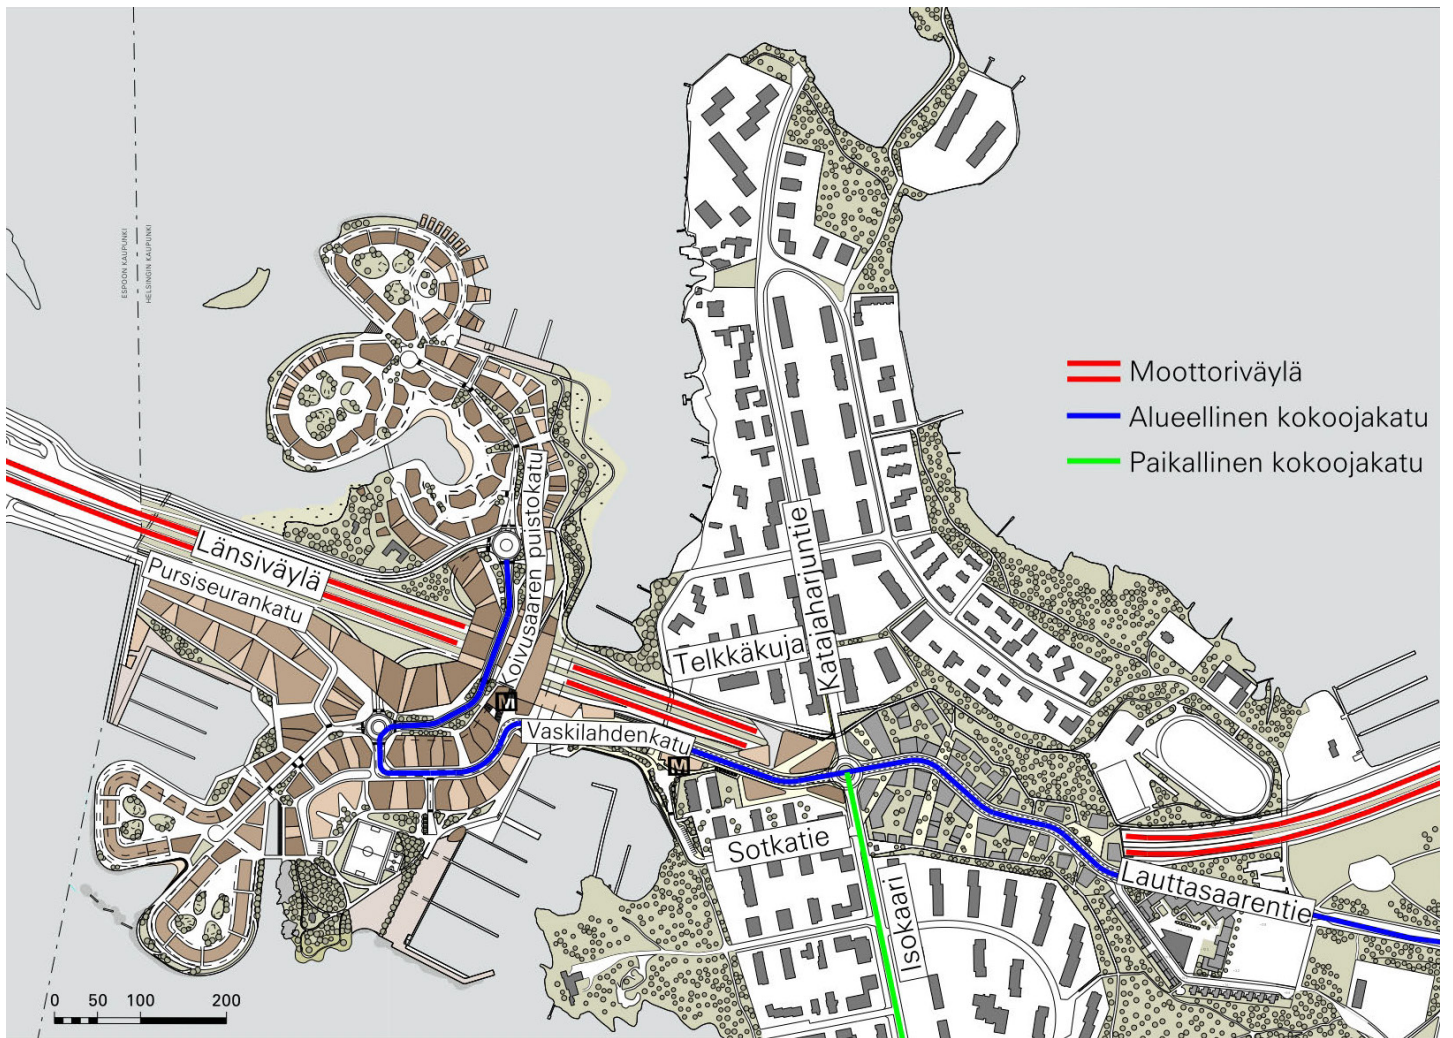 ESPOON KAUPUNKI
HELSINGIN KAUPUNKI
Moottoriväylä
Alueellinen kokoojakatu
Paikallinen kokoojakatu
Länsiväylä
Pursiseurankatu
Koivusaaren puistokatu
Katajaharjuntie
Telkkäkuja
M
Vaskilahdenkatu
M
Sotkatie
Isokaari
Lauttasaarentie
0 50 100 200